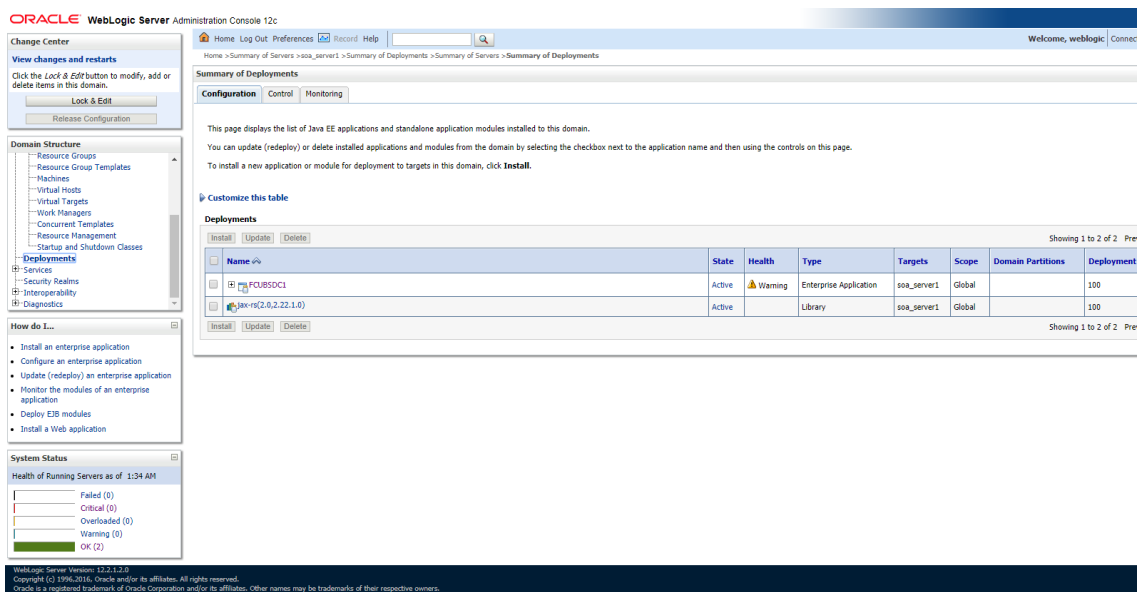 ORACLE WebLogic Server Administration Console 12c
Change Center
View changes and restarts
Click the Lock & Edit button to modify, add or
delete items in this domain.
Lock & Edit
Release Configuration
Domain Structure
Resource Groups
Resource Group Templates
Machines
Virtual Hosts
Virtual Targets
Work Managers
Concurrent Templates
Resource Management
Startup and Shutdown Classes
Deployments
Services
Security Realms
Interoperability
Diagnostics
How do I...
Install an enterprise application
Configure an enterprise application
Update (redeploy) an enterprise application
Monitor the modules of an enterprise
application
Deploy EJB modules
Install a Web application
System Status
Health of Running Servers as of 1:34 AM
Failed (0)
Critical (0)
Overloaded (0)
Warning (0)
OK (2)
Home Log Out Preferences Record Help
Welcome, weblogic Connec
Home >Summary of Servers >soa_server1 >Summary of Deployments >Summary of Servers >Summary of Deployments
Summary of Deployments
Configuration Control Monitoring
This page displays the list of Java EE applications and standalone application modules installed to this domain.
You can update (redeploy) or delete installed applications and modules from the domain by selecting the checkbox next to the application name and then using the controls on this page.
To install a new application or module for deployment to targets in this domain, click Install.
Customize this table
Deployments
Install Update Delete Showing 1 to 2 of 2 Prev
Name State Health Type Targets Scope Domain Partitions Deployment
FCUBSDC1 Active Warning Enterprise Application soa_server1 Global 100
jax-rs(2.0,2.22.1.0) Active Library soa_server1 Global 100
Install Update Delete Showing 1 to 2 of 2 Prev
WebLogic Server Version: 12.2.1.2.0
Copyright (c) 1996,2016, Oracle and/or its affiliates. All rights reserved.
Oracle is a registered trademark of Oracle Corporation and/or its affiliates. Other names may be trademarks of their respective owners.